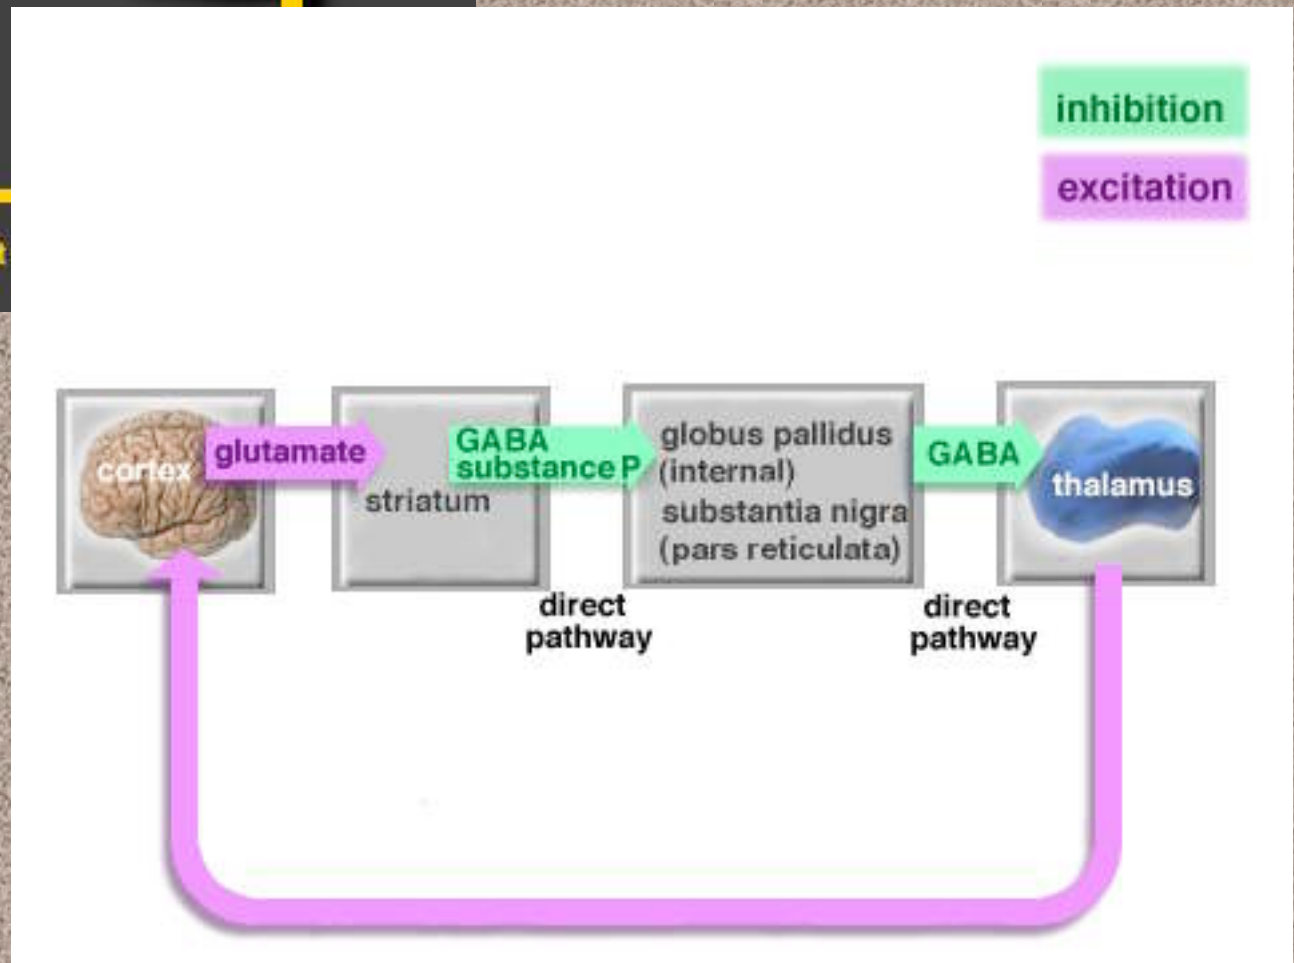 inhibition
excitation
cortex
glutamate
striatum
GABA
substance P
globus pallidus
(internal)
substantia nigra
(pars reticulata)
GABA
thalamus
direct
pathway
direct
pathway